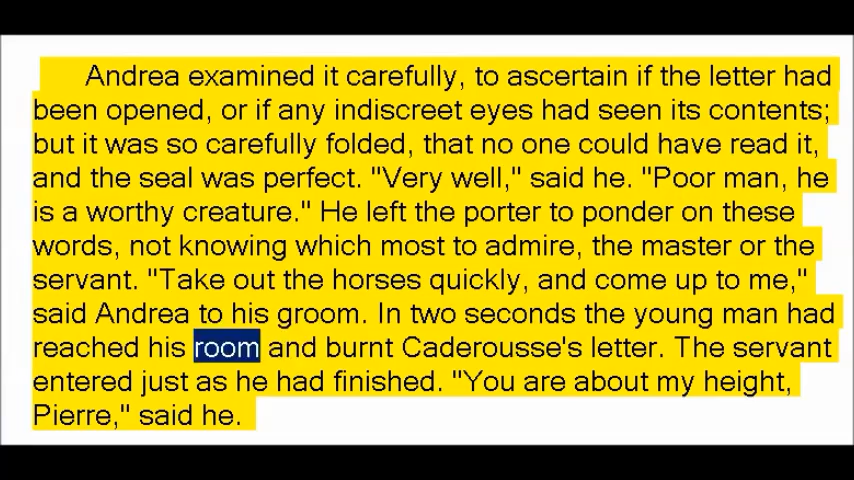 Andrea examined it carefully, to ascertain if the letter had
been opened, or if any indiscreet eyes had seen its contents;
but it was so carefully folded, that no one could have read it,
and the seal was perfect. "Very well," said he. "Poor man, he
is a worthy creature." He left the porter to ponder on these
words, not knowing which most to admire, the master or the
servant. "Take out the horses quickly, and come up to me,"
said Andrea to his groom. In two seconds the young man had
reached his room and burnt Caderousse's letter. The servant
entered just as he had finished. "You are about my height,
Pierre," said he.